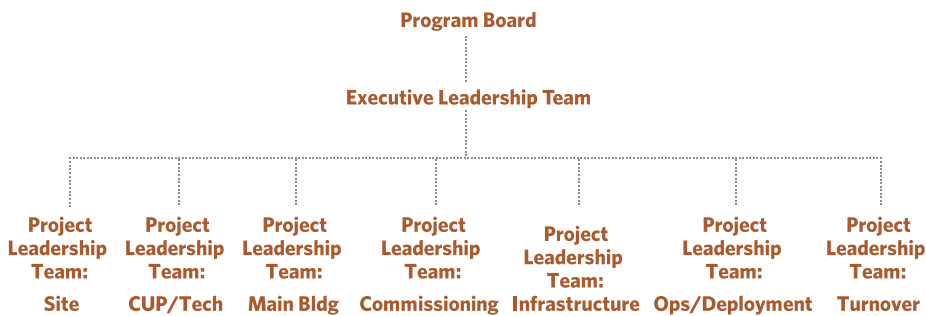 Program Board
Executive Leadership Team
Project
Leadership
Team:
Site
Project
Leadership
Team:
CUP/Tech
Project
Leadership
Team:
Main Bldg
Project
Leadership
Team:
Commissioning
Project
Leadership
Team:
Infrastructure
Project
Leadership
Team:
Ops/Deployment
Project
Leadership
Team:
Turnover